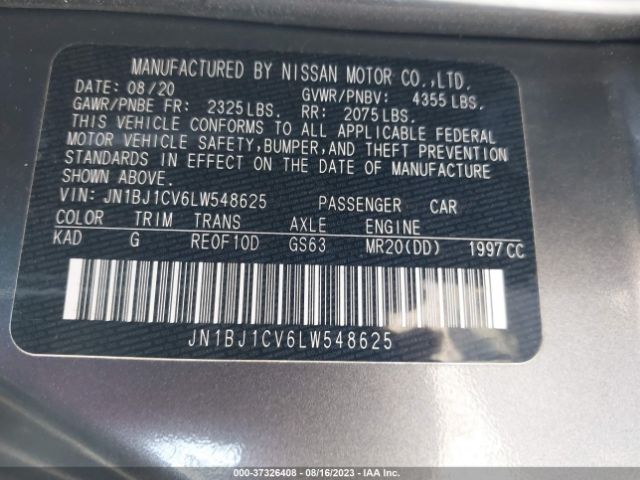 MANUFACTURED BY NISSAN MOTOR CO.,LTD.
DATE: 08/20 GVWR/PNBV: 4355 LBS.
GAWR/PNBE FR: 2325 LBS. RR: 2075 LBS.
THIS VEHICLE CONFORMS TO ALL APPLICABLE FEDERAL
MOTOR VEHICLE SAFETY,BUMPER,AND THEFT PREVENTION
STANDARDS IN EFFECT ON THE DATE OF MANUFACTURE
SHOWN ABOVE.
VIN: JN1BJ1CV6LW548625 PASSENGER CAR
COLOR TRIM TRANS AXLE ENGINE
KAD G RE0F10D GS63 MR20(DD) 1997 CC
JN1BJ1CV6LW548625
000-37326408 - 08/16/2023 - IAA Inc.